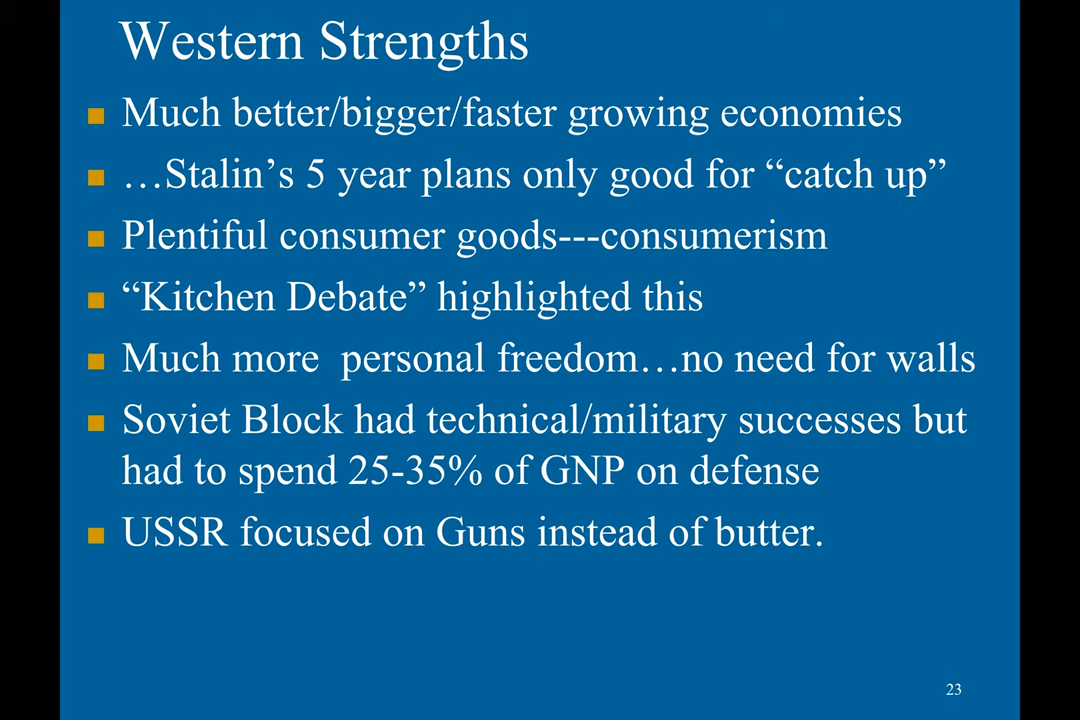 Western Strengths
Much better/bigger/faster growing economies
…Stalin’s 5 year plans only good for “catch up”
Plentiful consumer goods---consumerism
“Kitchen Debate” highlighted this
Much more  personal freedom…no need for walls
Soviet Block had technical/military successes but
had to spend 25-35% of GNP on defense
USSR focused on Guns instead of butter.
23